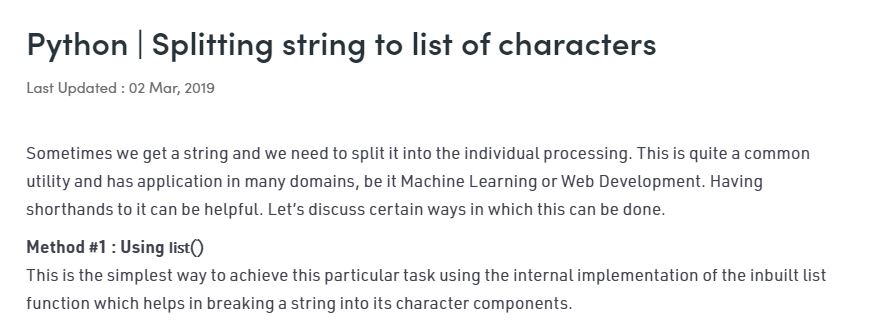 Python | Splitting string to list of characters
Last Updated : 02 Mar, 2019
Sometimes we get a string and we need to split it into the individual processing. This is quite a common
utility and has application in many domains, be it Machine Learning or Web Development. Having
shorthands to it can be helpful. Let’s discuss certain ways in which this can be done.
Method #1 : Using list()
This is the simplest way to achieve this particular task using the internal implementation of the inbuilt list
function which helps in breaking a string into its character components.